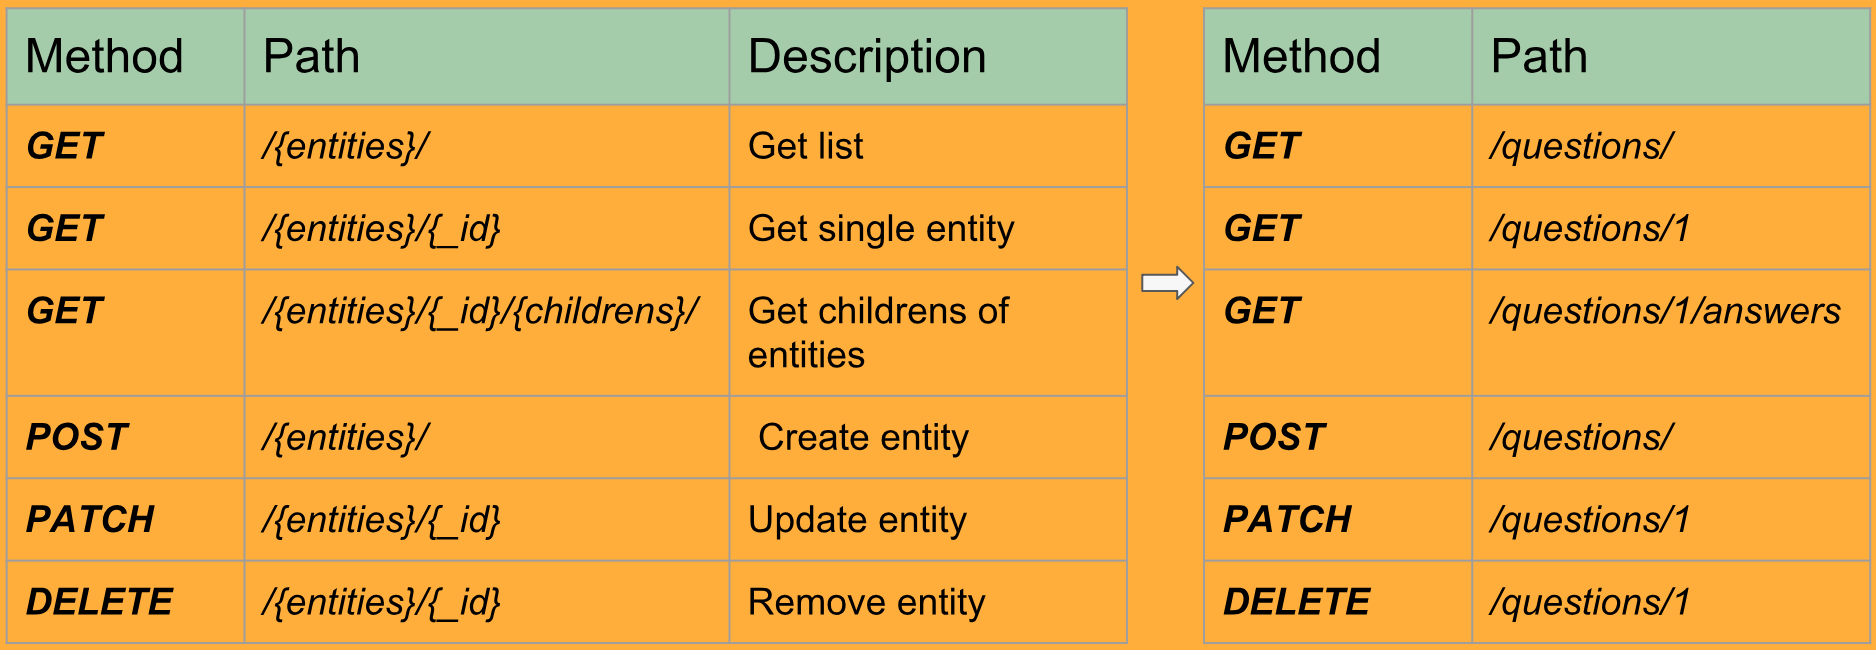 Method Path Description
GET /{entities}/ Get list
GET /{entities}/{_id} Get single entity
GET /{entities}/{_id}/{childrens}/ Get childrens of
entities
POST /{entities}/ Create entity
PATCH /{entities}/{_id} Update entity
DELETE /{entities}/{_id} Remove entity
Method Path
GET /questions/
GET /questions/1
GET /questions/1/answers
POST /questions/
PATCH /questions/1
DELETE /questions/1